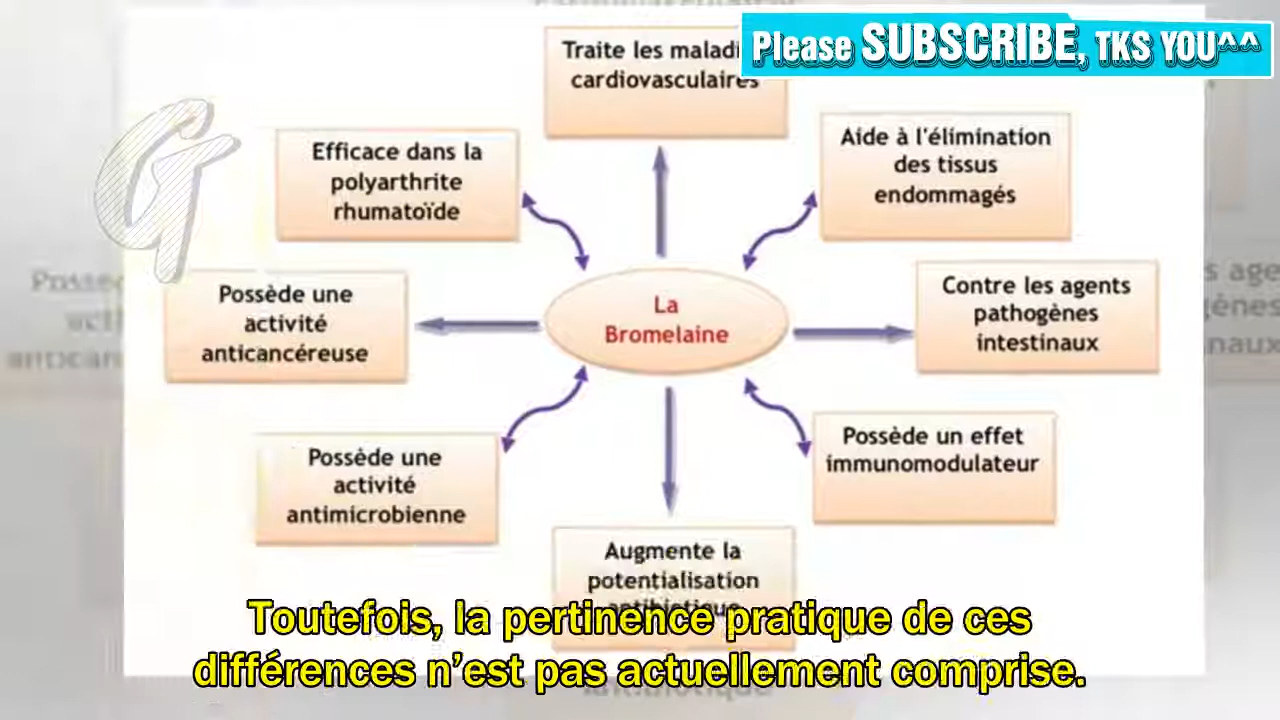 Please SUBSCRIBE, TKS YOU^^
Traite les maladi
cardiovasculaires
Efficace dans la
polyarthrite
rhumatoïde
Aide à l'élimination
des tissus
endommagés
Possède une
activité
anticancéreuse
La
Bromelaine
Contre les agents
pathogènes
intestinaux
Possède une
activité
antimicrobienne
Possède un effet
immunomodulateur
Augmente la
potentialisation
antibiotique
Toutefois, la pertinence pratique de ces
différences n’est pas actuellement comprise.